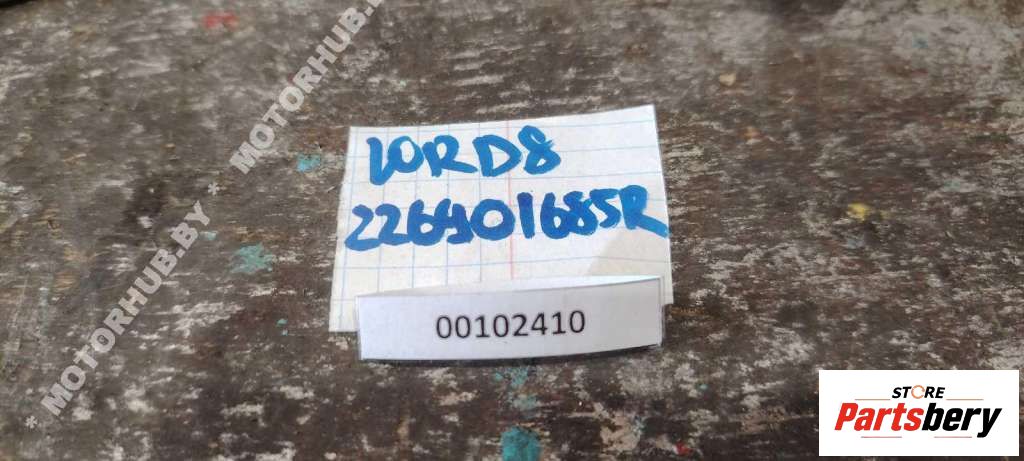 * MOTORHUB.BY * MOTORHUB.BY
10RD8
226901685R
00102410
STORE
Partsbery